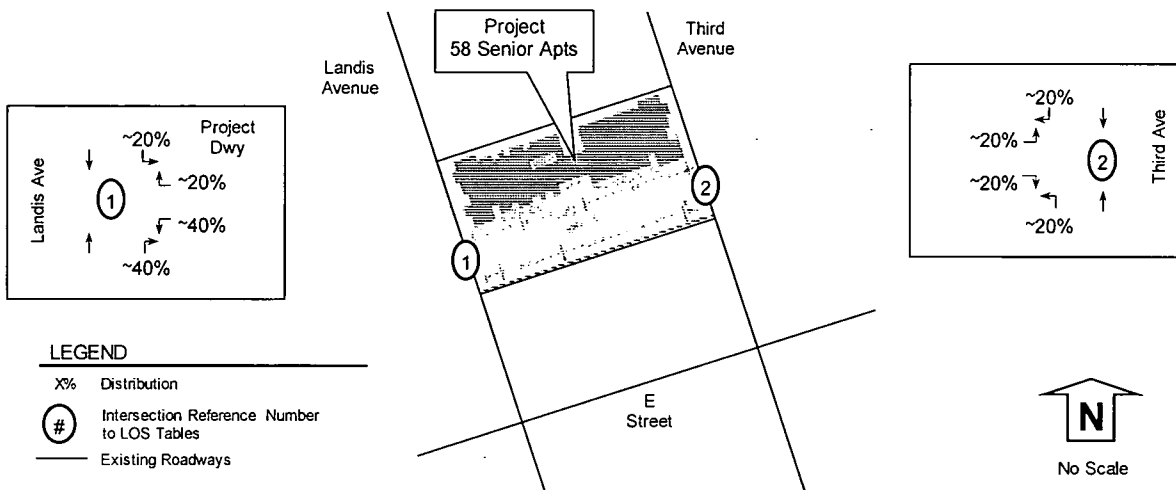 Project
58 Senior Apts
Third
Avenue
Landis
Avenue
~20%
Project
Dwy
~20%
~40%
~40%
Landis Ave
1
~20%
~20%
~20%
~20%
2
Third Ave
2
1
LEGEND
X% Distribution
# Intersection Reference Number
to LOS Tables
Existing Roadways
E
Street
N
No Scale